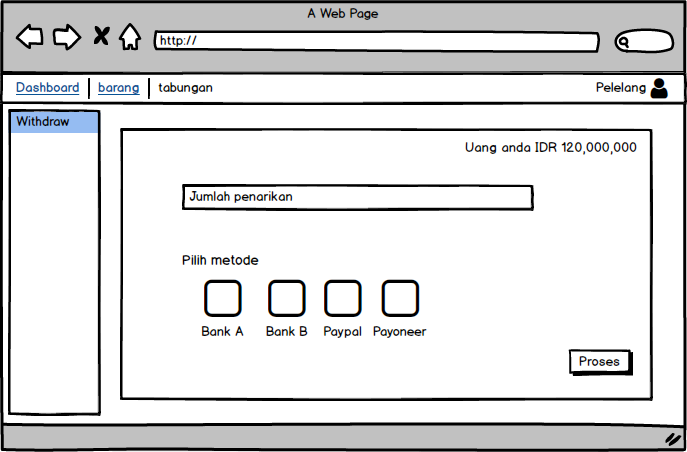 A Web Page
http://
Dashboard barang tabungan Pelelang
Withdraw
Uang anda IDR 120,000,000
Jumlah penarikan
Pilih metode
Bank A Bank B Paypal Payoneer
Proses